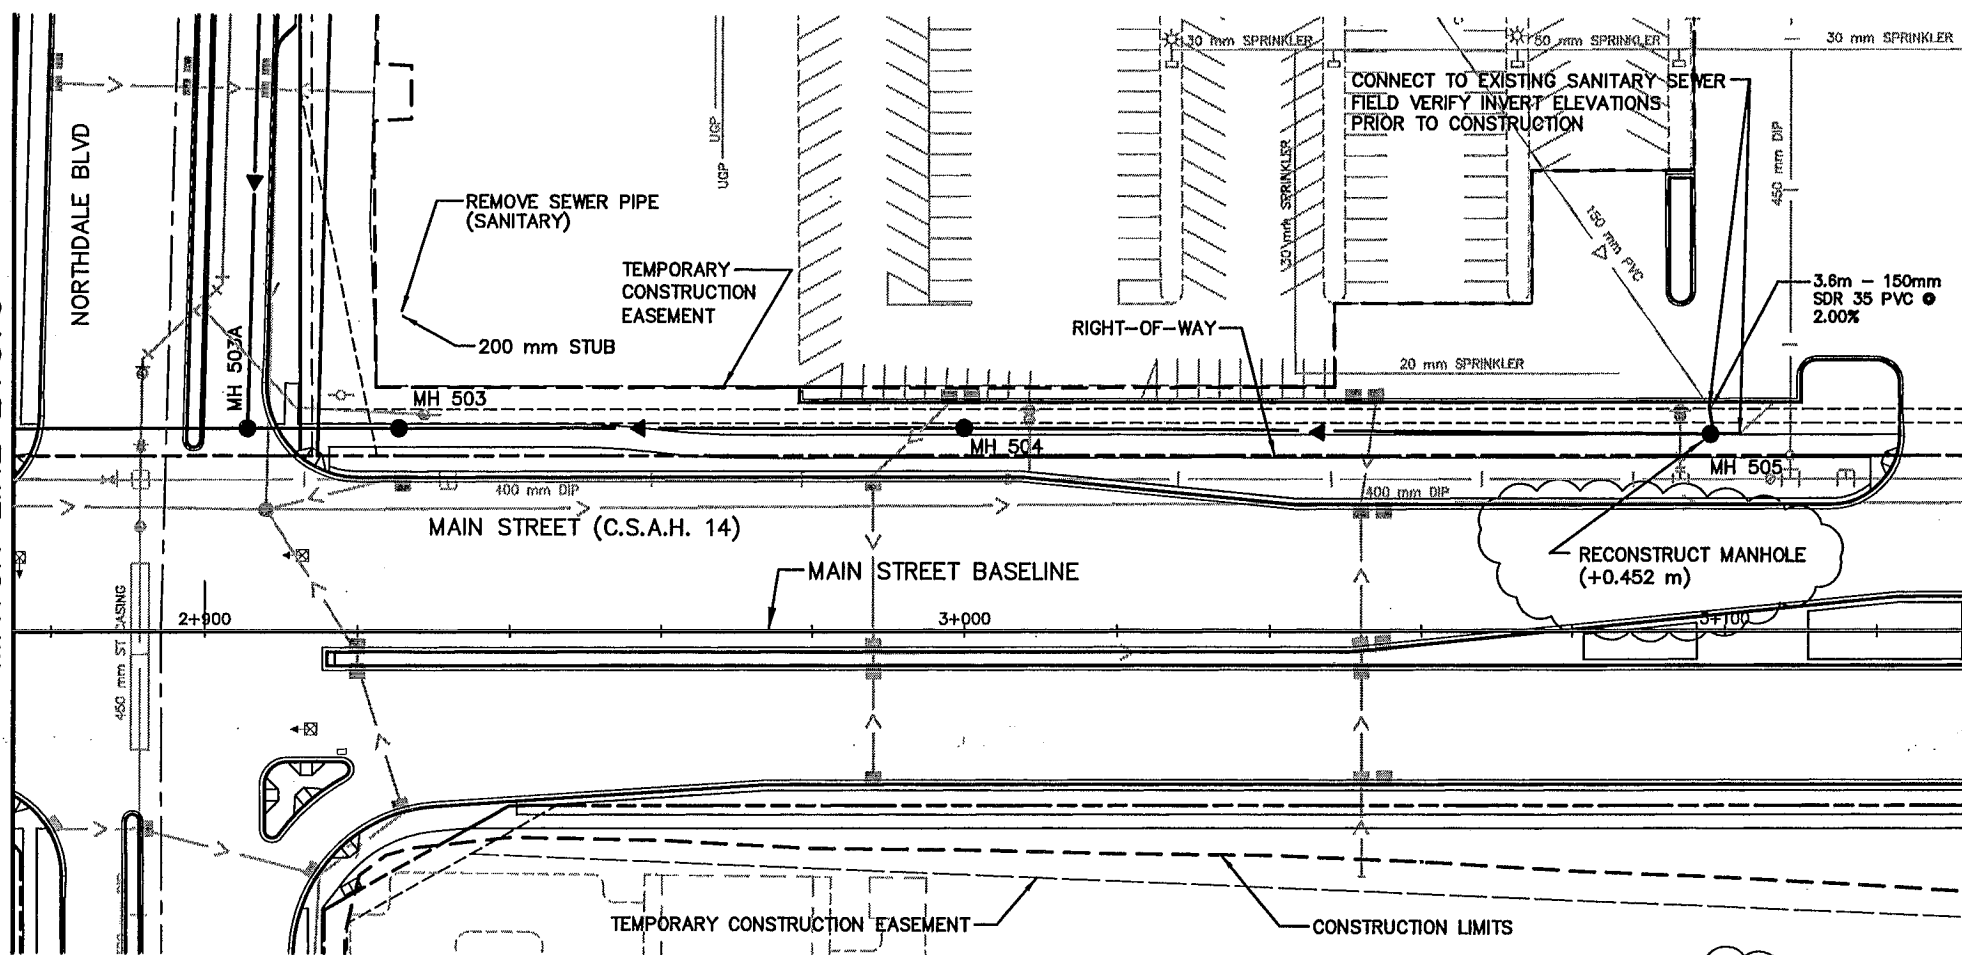 30 mm SPRINKLER
50 mm SPRINKLER
30 mm SPRINKLER
CONNECT TO EXISTING SANITARY SEWER
FIELD VERIFY INVERT ELEVATIONS
PRIOR TO CONSTRUCTION
NORTHDALE BLVD
UGP
UGP
30 mm SPRINKLER
450 mm DIP
REMOVE SEWER PIPE
(SANITARY)
150 mm PVC
TEMPORARY
CONSTRUCTION
EASEMENT
3.6m - 150mm
SDR 35 PVC @
2.00%
RIGHT-OF-WAY
200 mm STUB
20 mm SPRINKLER
MH 503A
MH 503
MH 504
MH 505
400 mm DIP
400 mm DIP
MAIN STREET (C.S.A.H. 14)
RECONSTRUCT MANHOLE
(+0.452 m)
MAIN STREET BASELINE
2+900
3+000
3+100
450 mm ST CASING
TEMPORARY CONSTRUCTION EASEMENT
CONSTRUCTION LIMITS